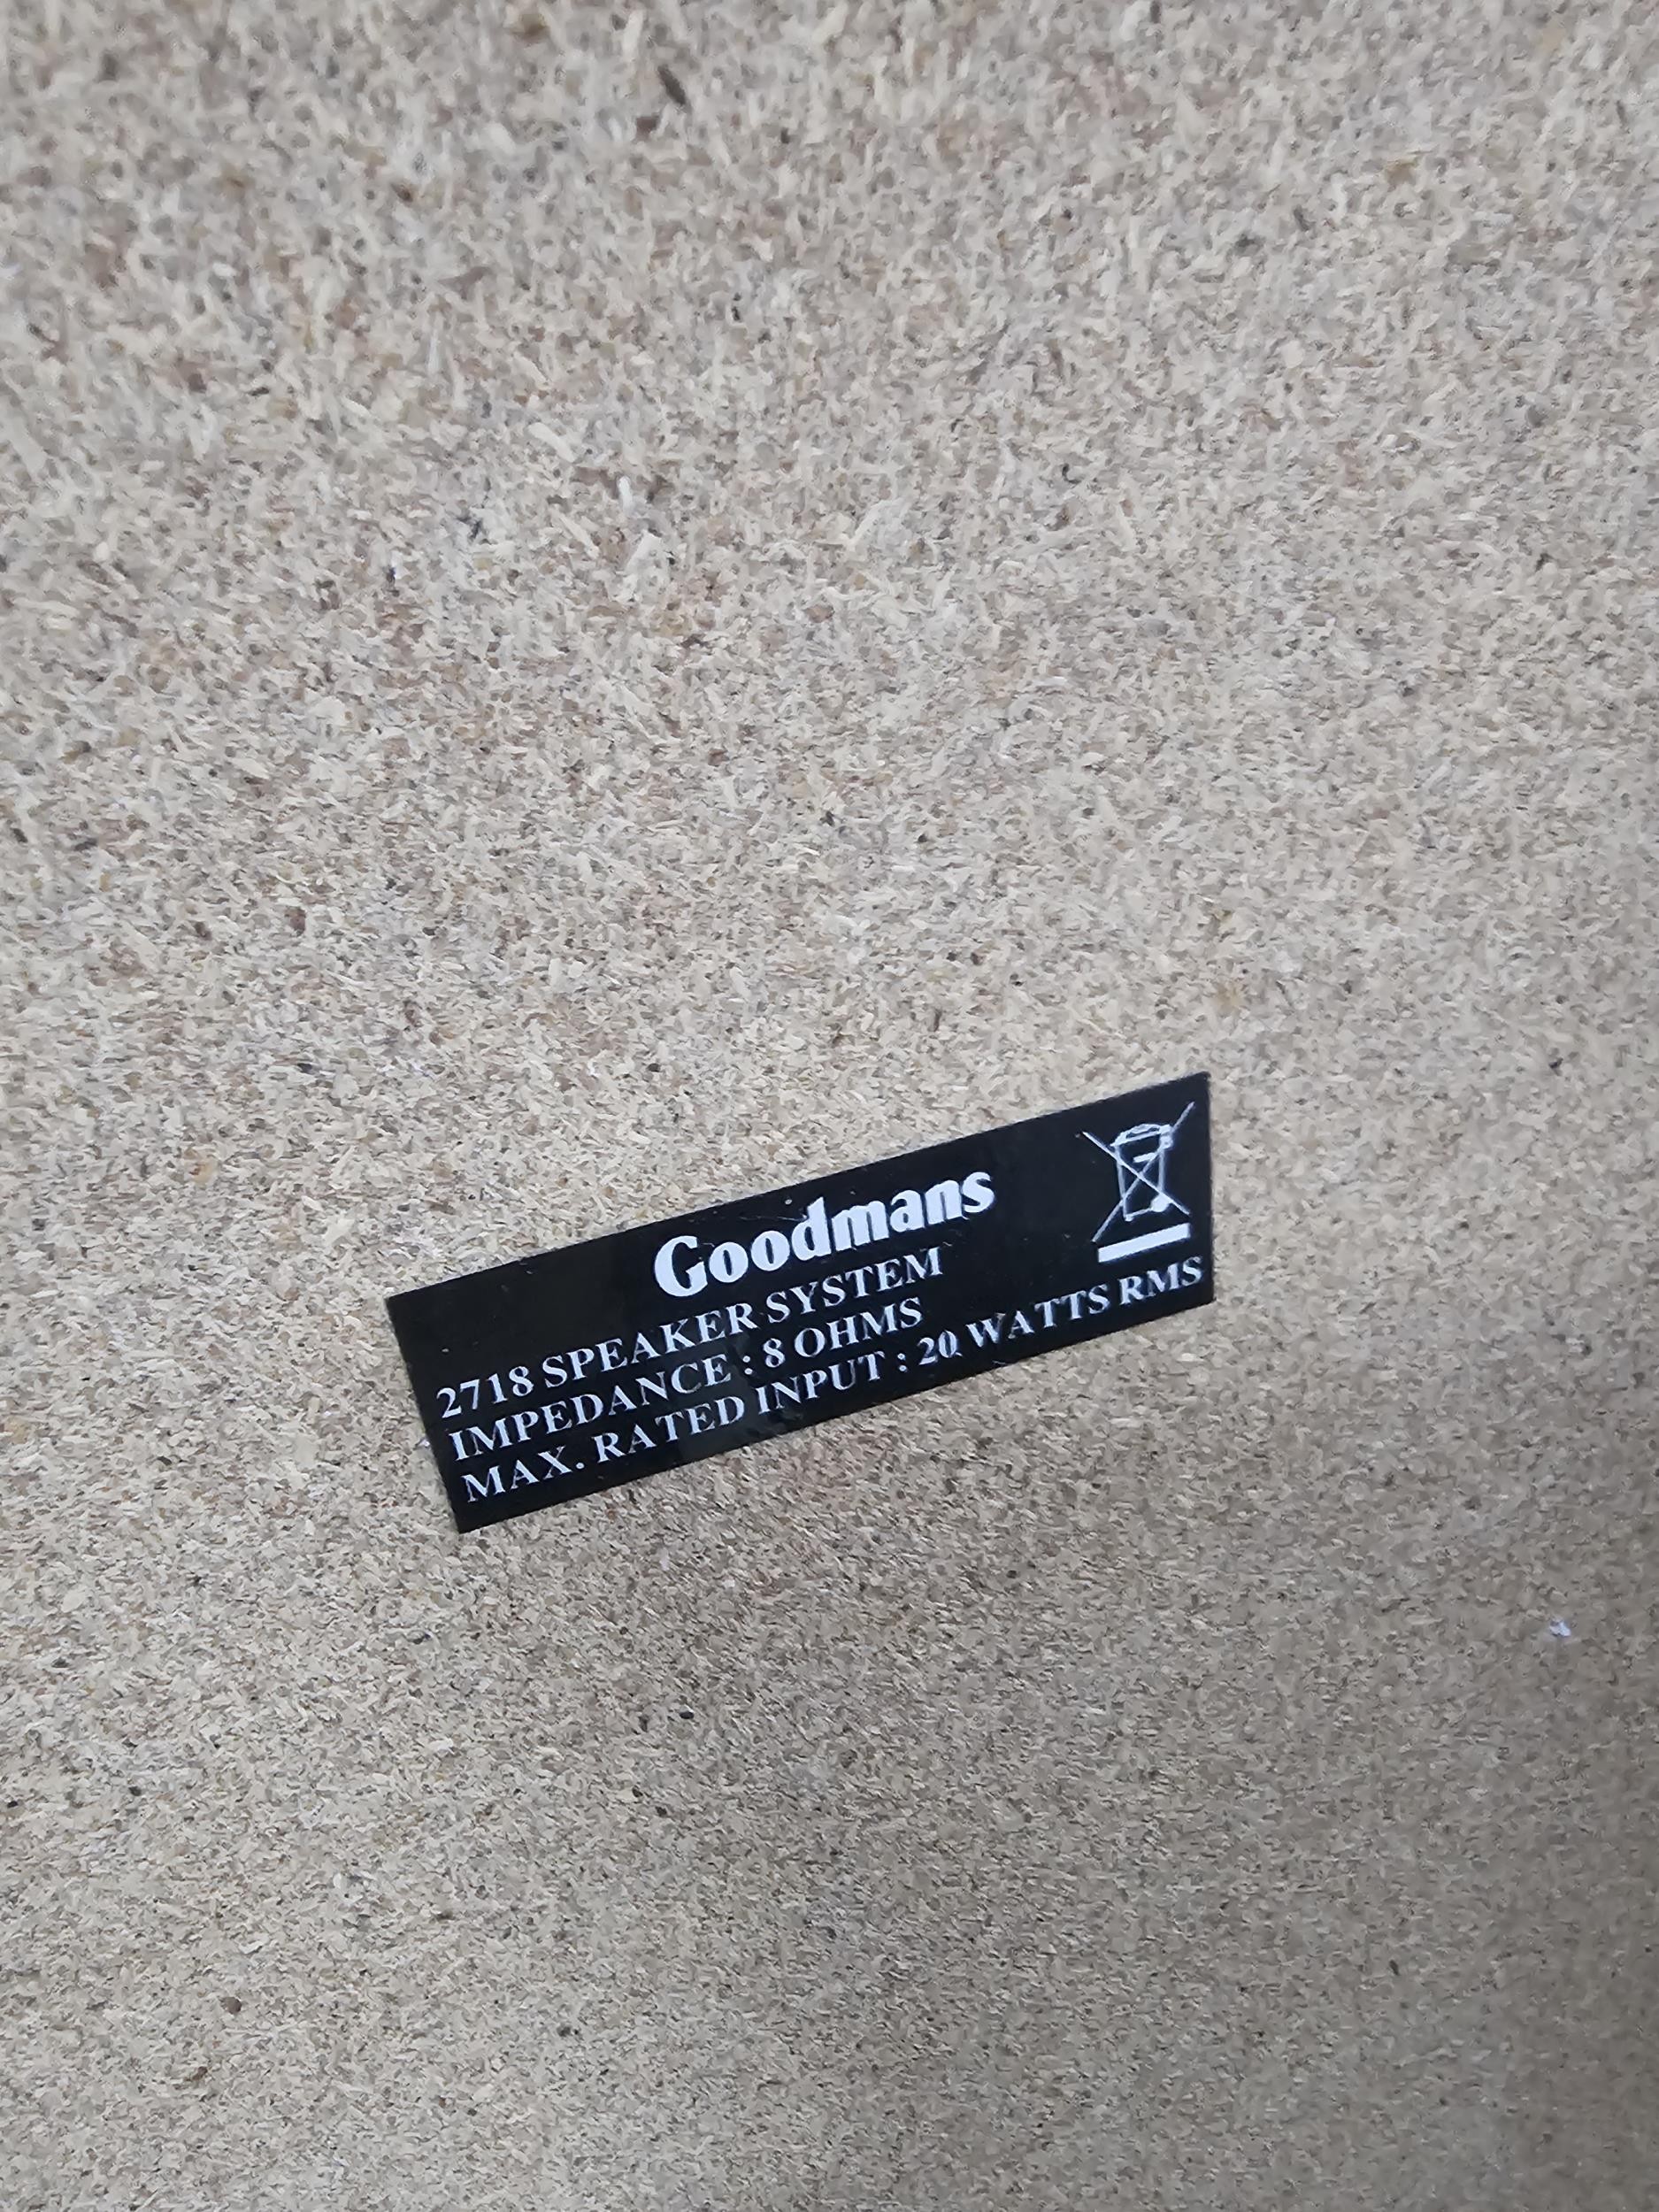 Goodmans
2718 SPEAKER SYSTEM
IMPEDANCE : 8 OHMS
MAX. RATED INPUT : 20 WATTS RMS